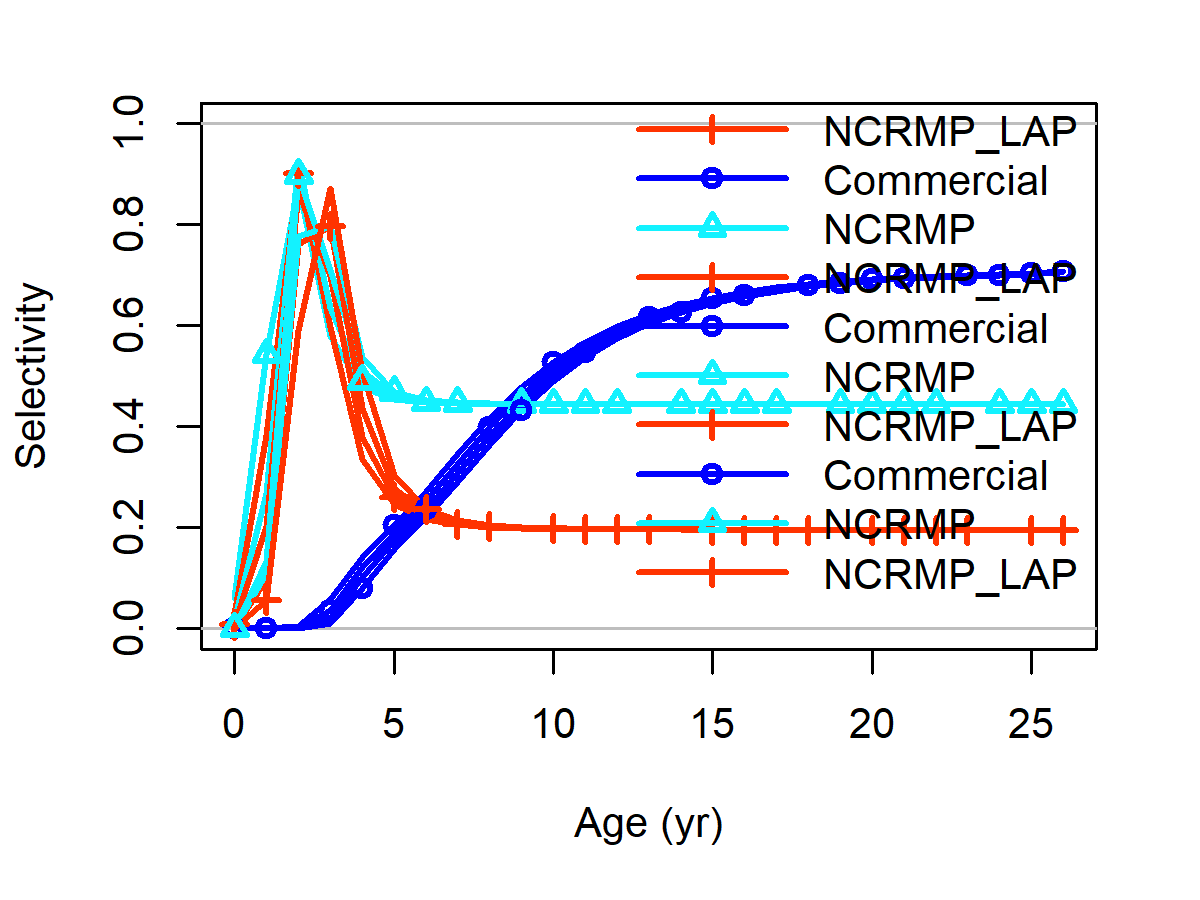 1.0
0.8
0.6
0.4
0.2
0.0
Selectivity
NCRMP_LAP
Commercial
NCRMP
NCRMP_LAP
Commercial
NCRMP
NCRMP_LAP
Commercial
NCRMP
NCRMP_LAP
0 5 10 15 20 25
Age (yr)